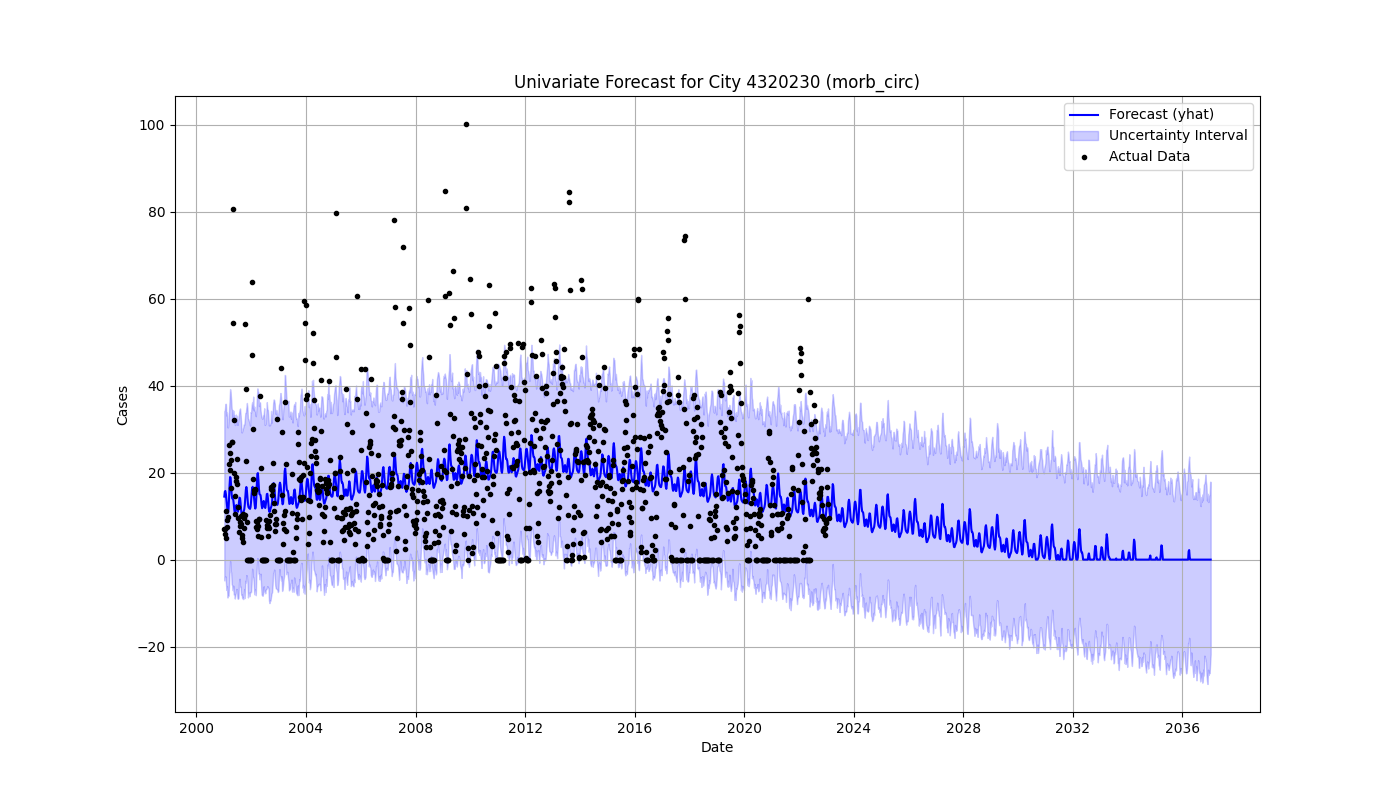 Univariate Forecast for City 4320230 (morb_circ)
Forecast (yhat)
Uncertainty Interval
Actual Data
Cases
100
80
60
40
20
0
−20
2000 2004 2008 2012 2016 2020 2024 2028 2032 2036
Date